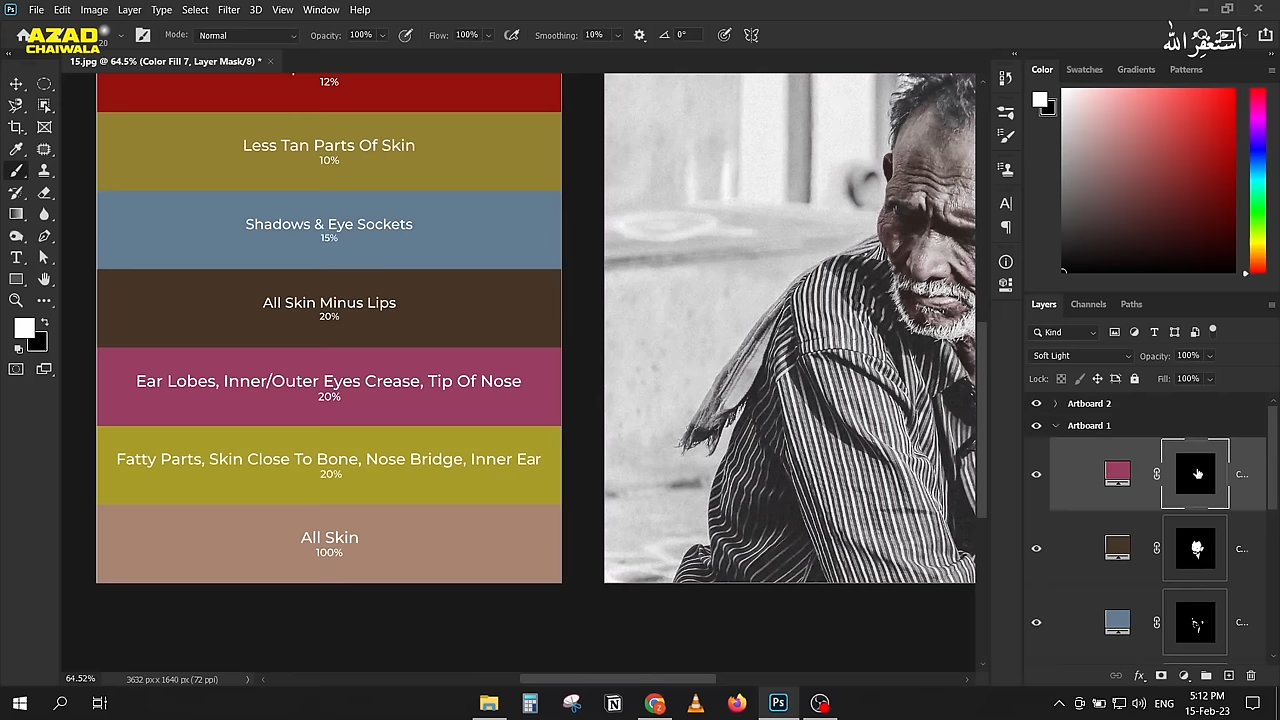 Ps File Edit Image Layer Type Select Filter 3D View Window Help
AZAD
CHAIWALA
20 Mode: Normal Opacity: 100% Flow: 100% Smoothing: 10% 0°
أستغفر الله
15.jpg @ 64.5% (Color Fill 7, Layer Mask/8) *
Color Swatches Gradients Patterns
12%
Less Tan Parts Of Skin
10%
Shadows & Eye Sockets
15%
All Skin Minus Lips
20%
Ear Lobes, Inner/Outer Eyes Crease, Tip Of Nose
20%
Fatty Parts, Skin Close To Bone, Nose Bridge, Inner Ear
20%
All Skin
100%
Layers Channels Paths
Kind
Soft Light Opacity: 100%
Lock: Fill: 100%
Artboard 2
Artboard 1
C...
C...
C...
fx
64.52% 3632 px x 1640 px (72 ppi)
Ps ENG 5:12 PM
15-Feb-23